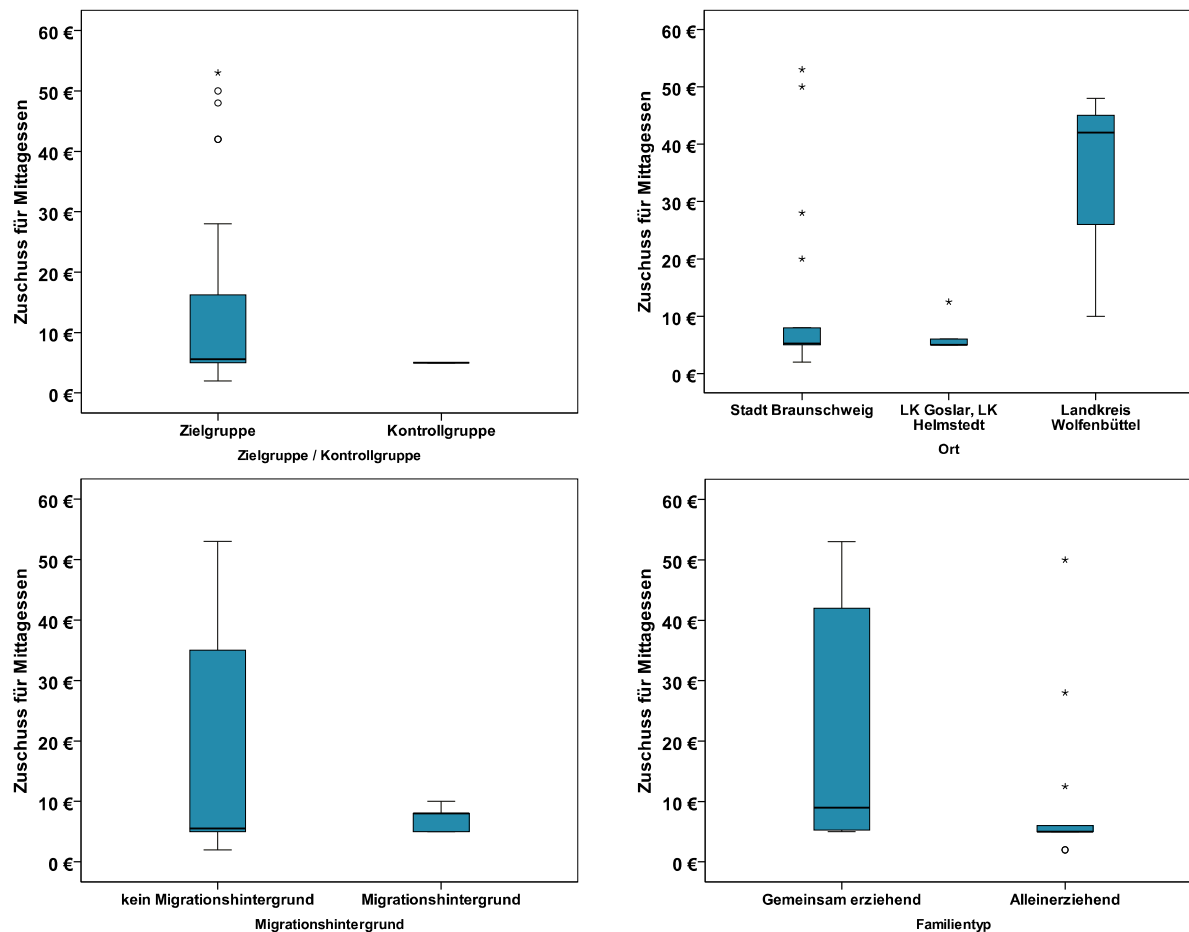 60 €
50 €
40 €
30 €
20 €
10 €
0 €
Zuschuss für Mittagessen
Zielgruppe
Kontrollgruppe
Zielgruppe / Kontrollgruppe
60 €
50 €
40 €
30 €
20 €
10 €
0 €
Zuschuss für Mittagessen
Stadt Braunschweig
LK Goslar, LK
Helmstedt
Landkreis
Wolfenbüttel
Ort
60 €
50 €
40 €
30 €
20 €
10 €
0 €
Zuschuss für Mittagessen
kein Migrationshintergrund
Migrationshintergrund
Migrationshintergrund
60 €
50 €
40 €
30 €
20 €
10 €
0 €
Zuschuss für Mittagessen
Gemeinsam erziehend
Alleinerziehend
Familientyp